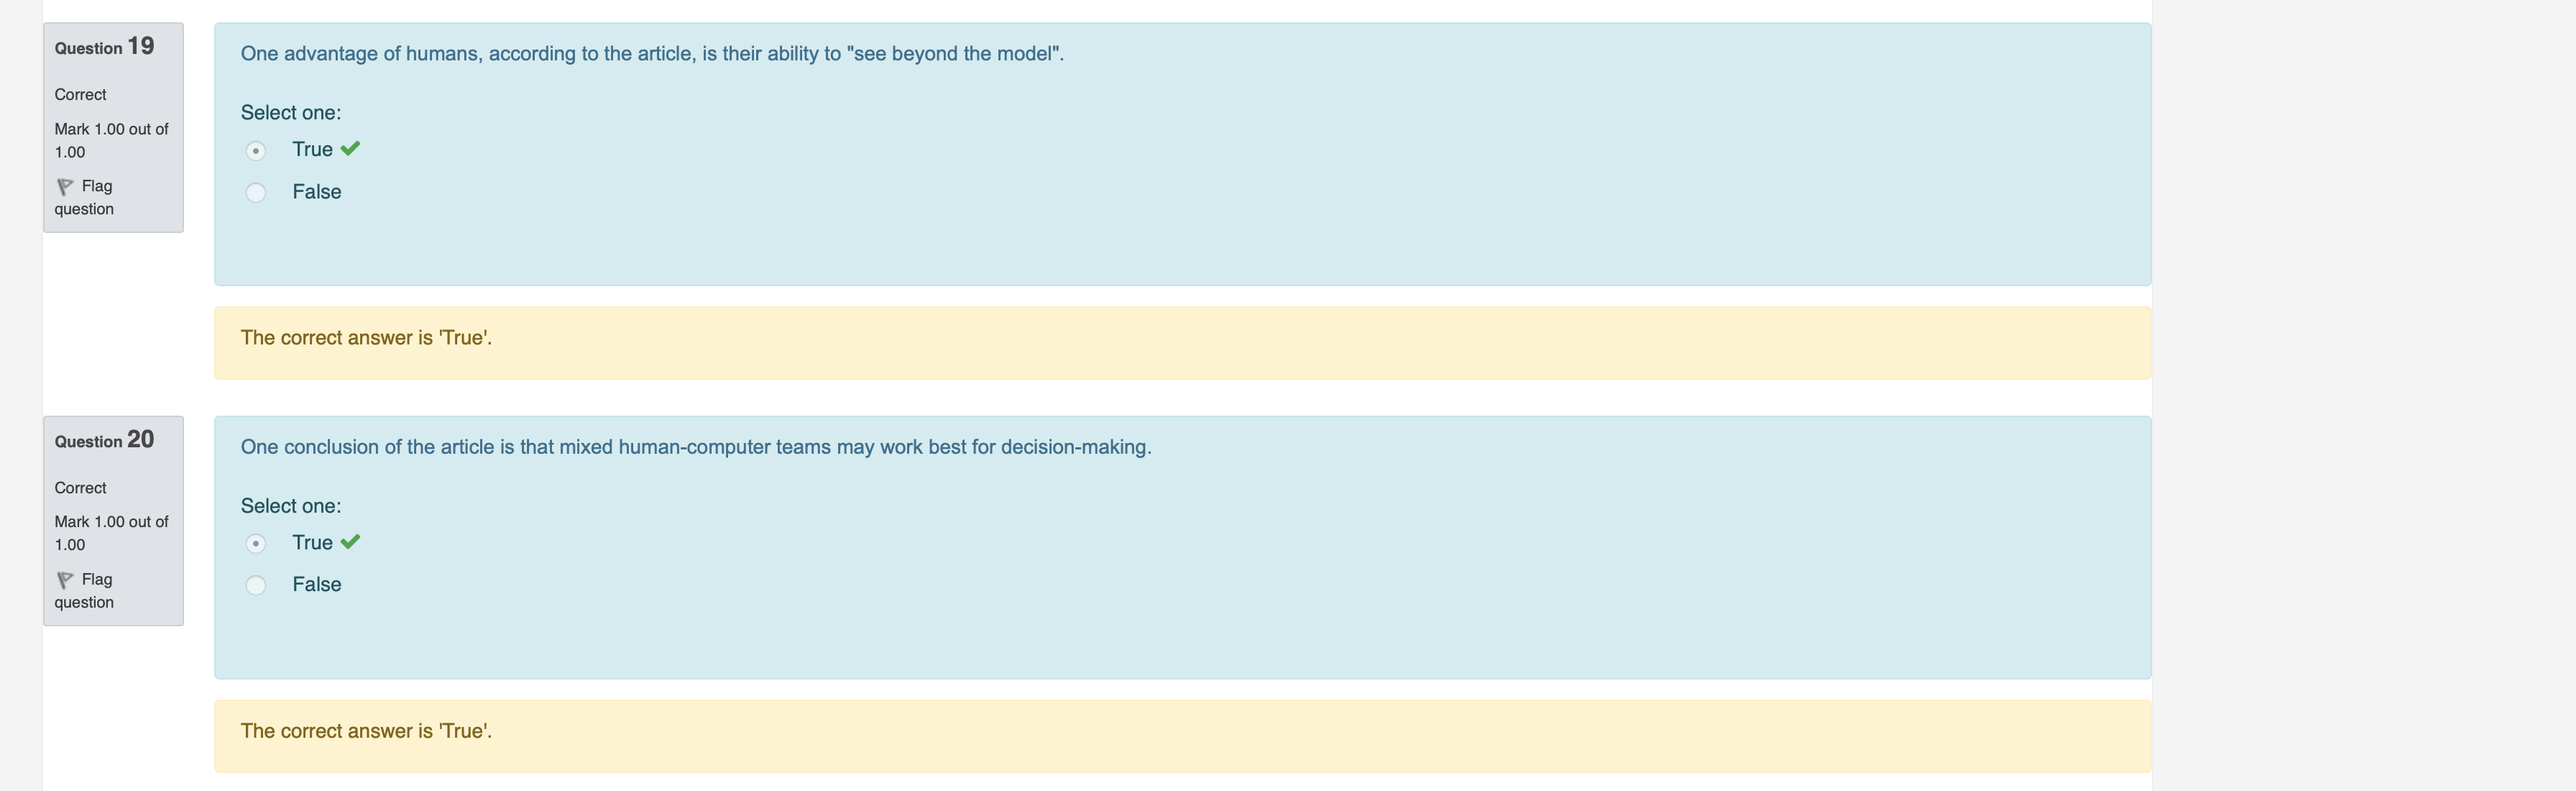 Question 19
Correct
Mark 1.00 out of
1.00
Flag
question
One advantage of humans, according to the article, is their ability to "see beyond the model".
Select one:
True
False
The correct answer is 'True'.
Question 20
Correct
Mark 1.00 out of
1.00
Flag
question
One conclusion of the article is that mixed human-computer teams may work best for decision-making.
Select one:
True
False
The correct answer is 'True'.